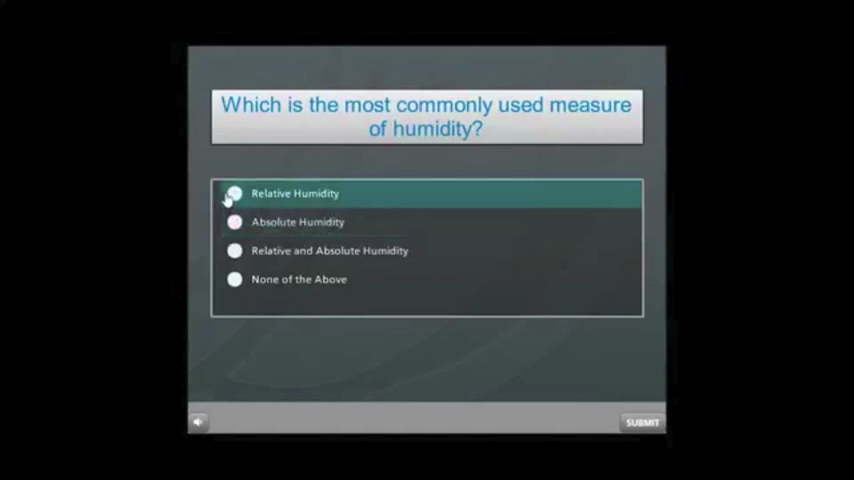 Which is the most commonly used measure
of humidity?
Relative Humidity
Absolute Humidity
Relative and Absolute Humidity
None of the Above
SUBMIT